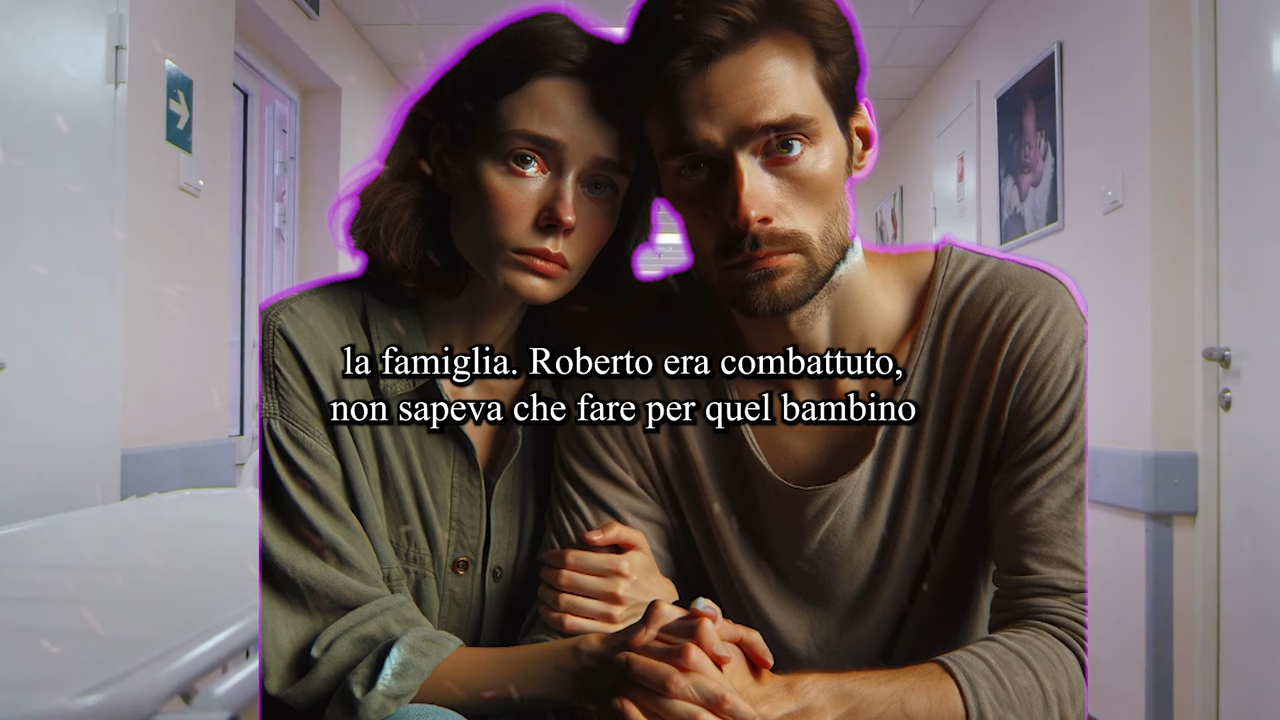 la famiglia. Roberto era combattuto,
non sapeva che fare per quel bambino